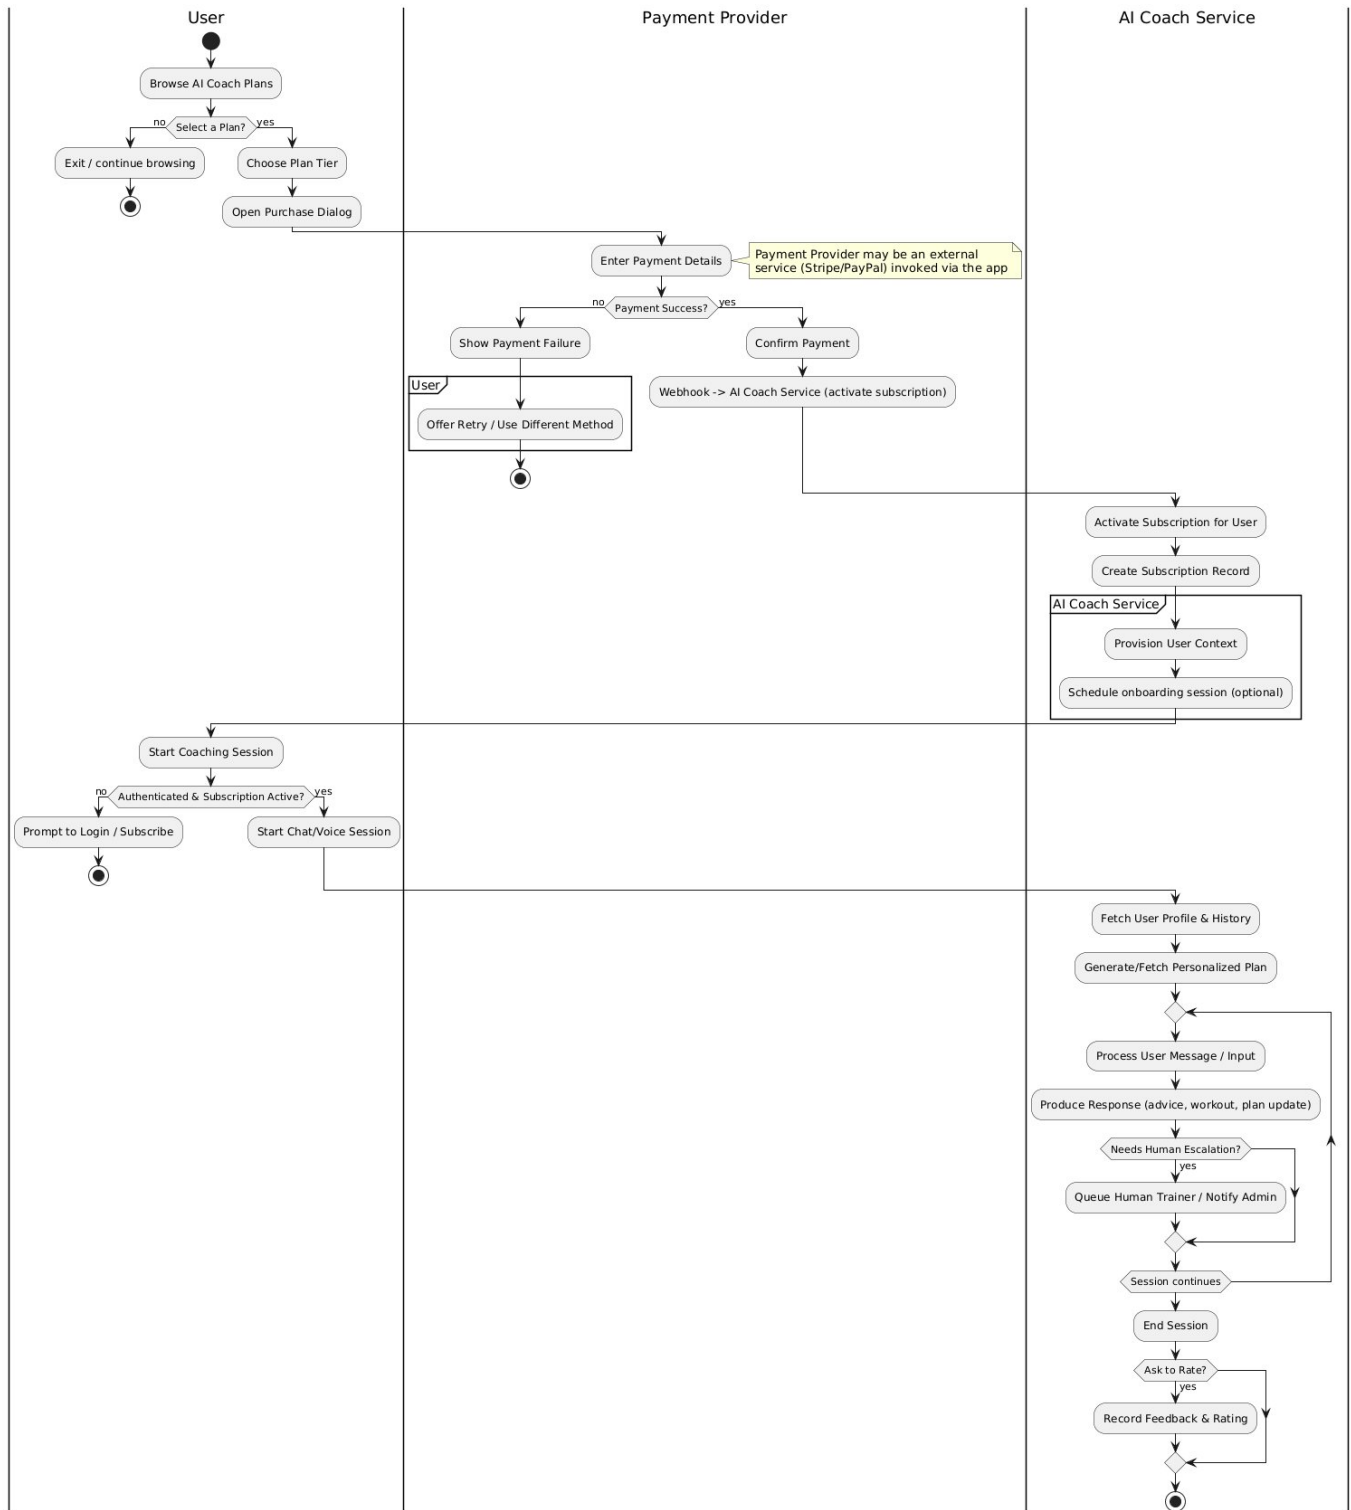 User
Payment Provider
AI Coach Service
Browse AI Coach Plans
no
Select a Plan?
yes
Exit / continue browsing
Choose Plan Tier
Open Purchase Dialog
Enter Payment Details
Payment Provider may be an external
service (Stripe/PayPal) invoked via the app
no
Payment Success?
yes
Show Payment Failure
Confirm Payment
User
Webhook -> AI Coach Service (activate subscription)
Offer Retry / Use Different Method
Activate Subscription for User
Create Subscription Record
AI Coach Service
Provision User Context
Schedule onboarding session (optional)
Start Coaching Session
no
Authenticated & Subscription Active?
yes
Prompt to Login / Subscribe
Start Chat/Voice Session
Fetch User Profile & History
Generate/Fetch Personalized Plan
Process User Message / Input
Produce Response (advice, workout, plan update)
Needs Human Escalation?
yes
Queue Human Trainer / Notify Admin
Session continues
End Session
Ask to Rate?
yes
Record Feedback & Rating